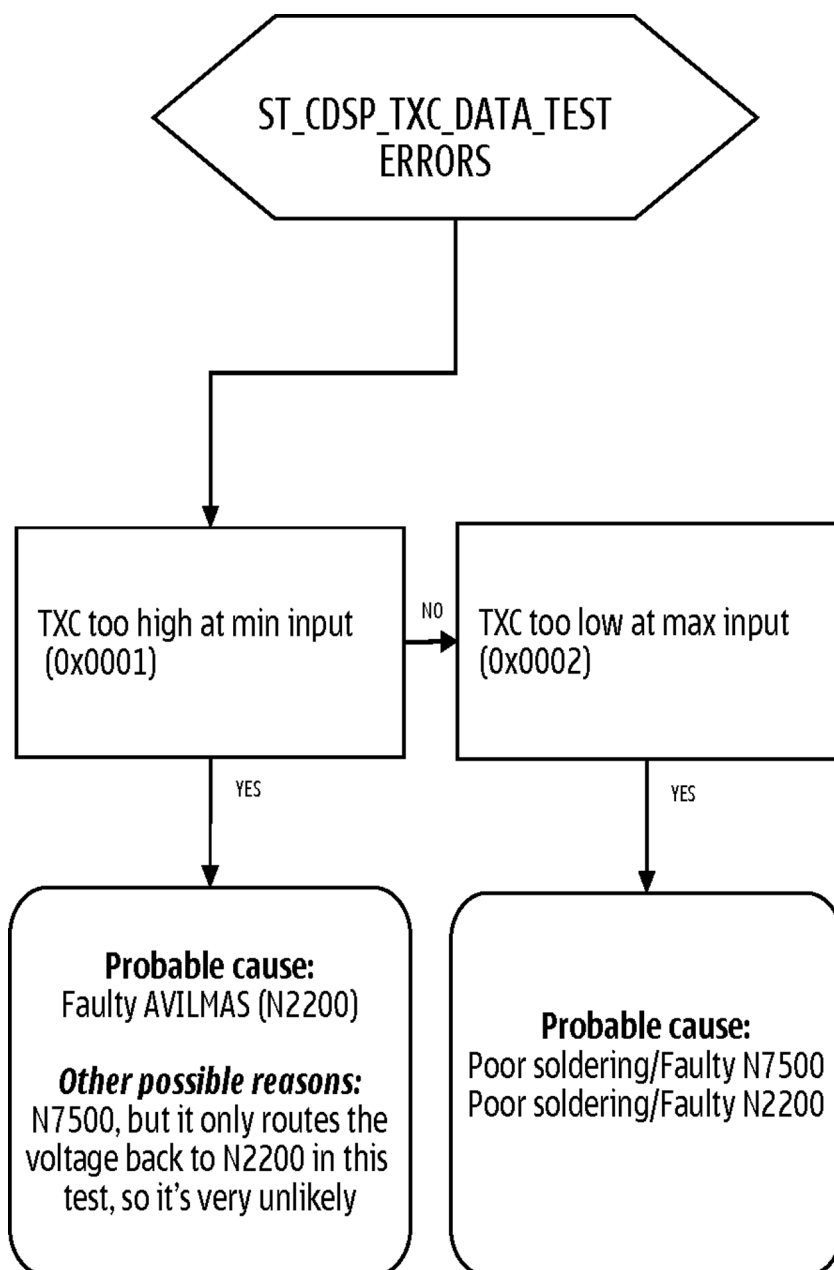 ST_CDSP_TXC_DATA_TEST
ERRORS
TXC too high at min input
(0x0001)
NO
TXC too low at max input
(0x0002)
YES
YES
Probable cause:
Faulty AVILMAS (N2200)
Other possible reasons:
N7500, but it only routes the
voltage back to N2200 in this
test, so it's very unlikely
Probable cause:
Poor soldering/Faulty N7500
Poor soldering/Faulty N2200